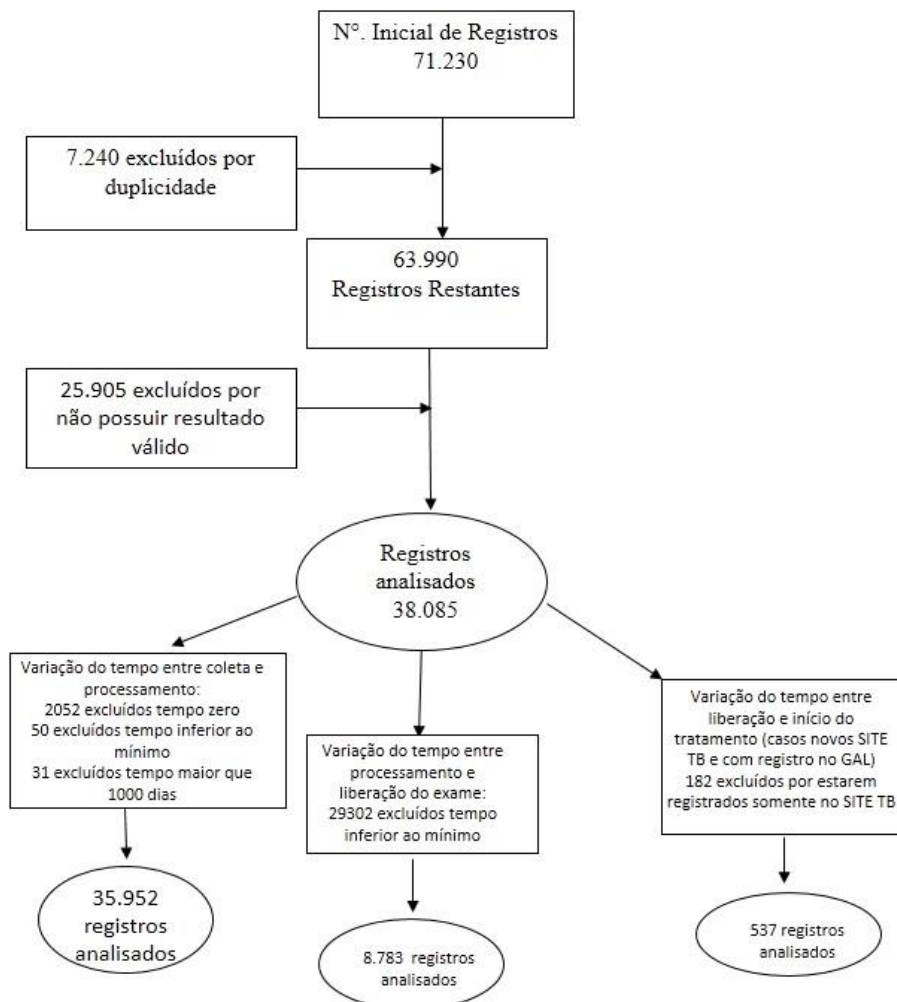 N°. Inicial de Registros
71.230
7.240 excluídos por
duplicidade
63.990
Registros Restantes
25.905 excluídos por
não possuir resultado
válido
Registros
analisados
38.085
Variação do tempo entre coleta e
processamento:
2052 excluídos tempo zero
50 excluídos tempo inferior ao
mínimo
31 excluídos tempo maior que
1000 dias
Variação do tempo entre
processamento e
liberação do exame:
29302 excluídos tempo
inferior ao mínimo
Variação do tempo entre
liberação e início do
tratamento (casos novos SITE
TB e com registro no GAL)
182 excluídos por estarem
registrados somente no SITE TB
35.952
registros
analisados
8.783 registros
analisados
537 registros
analisados